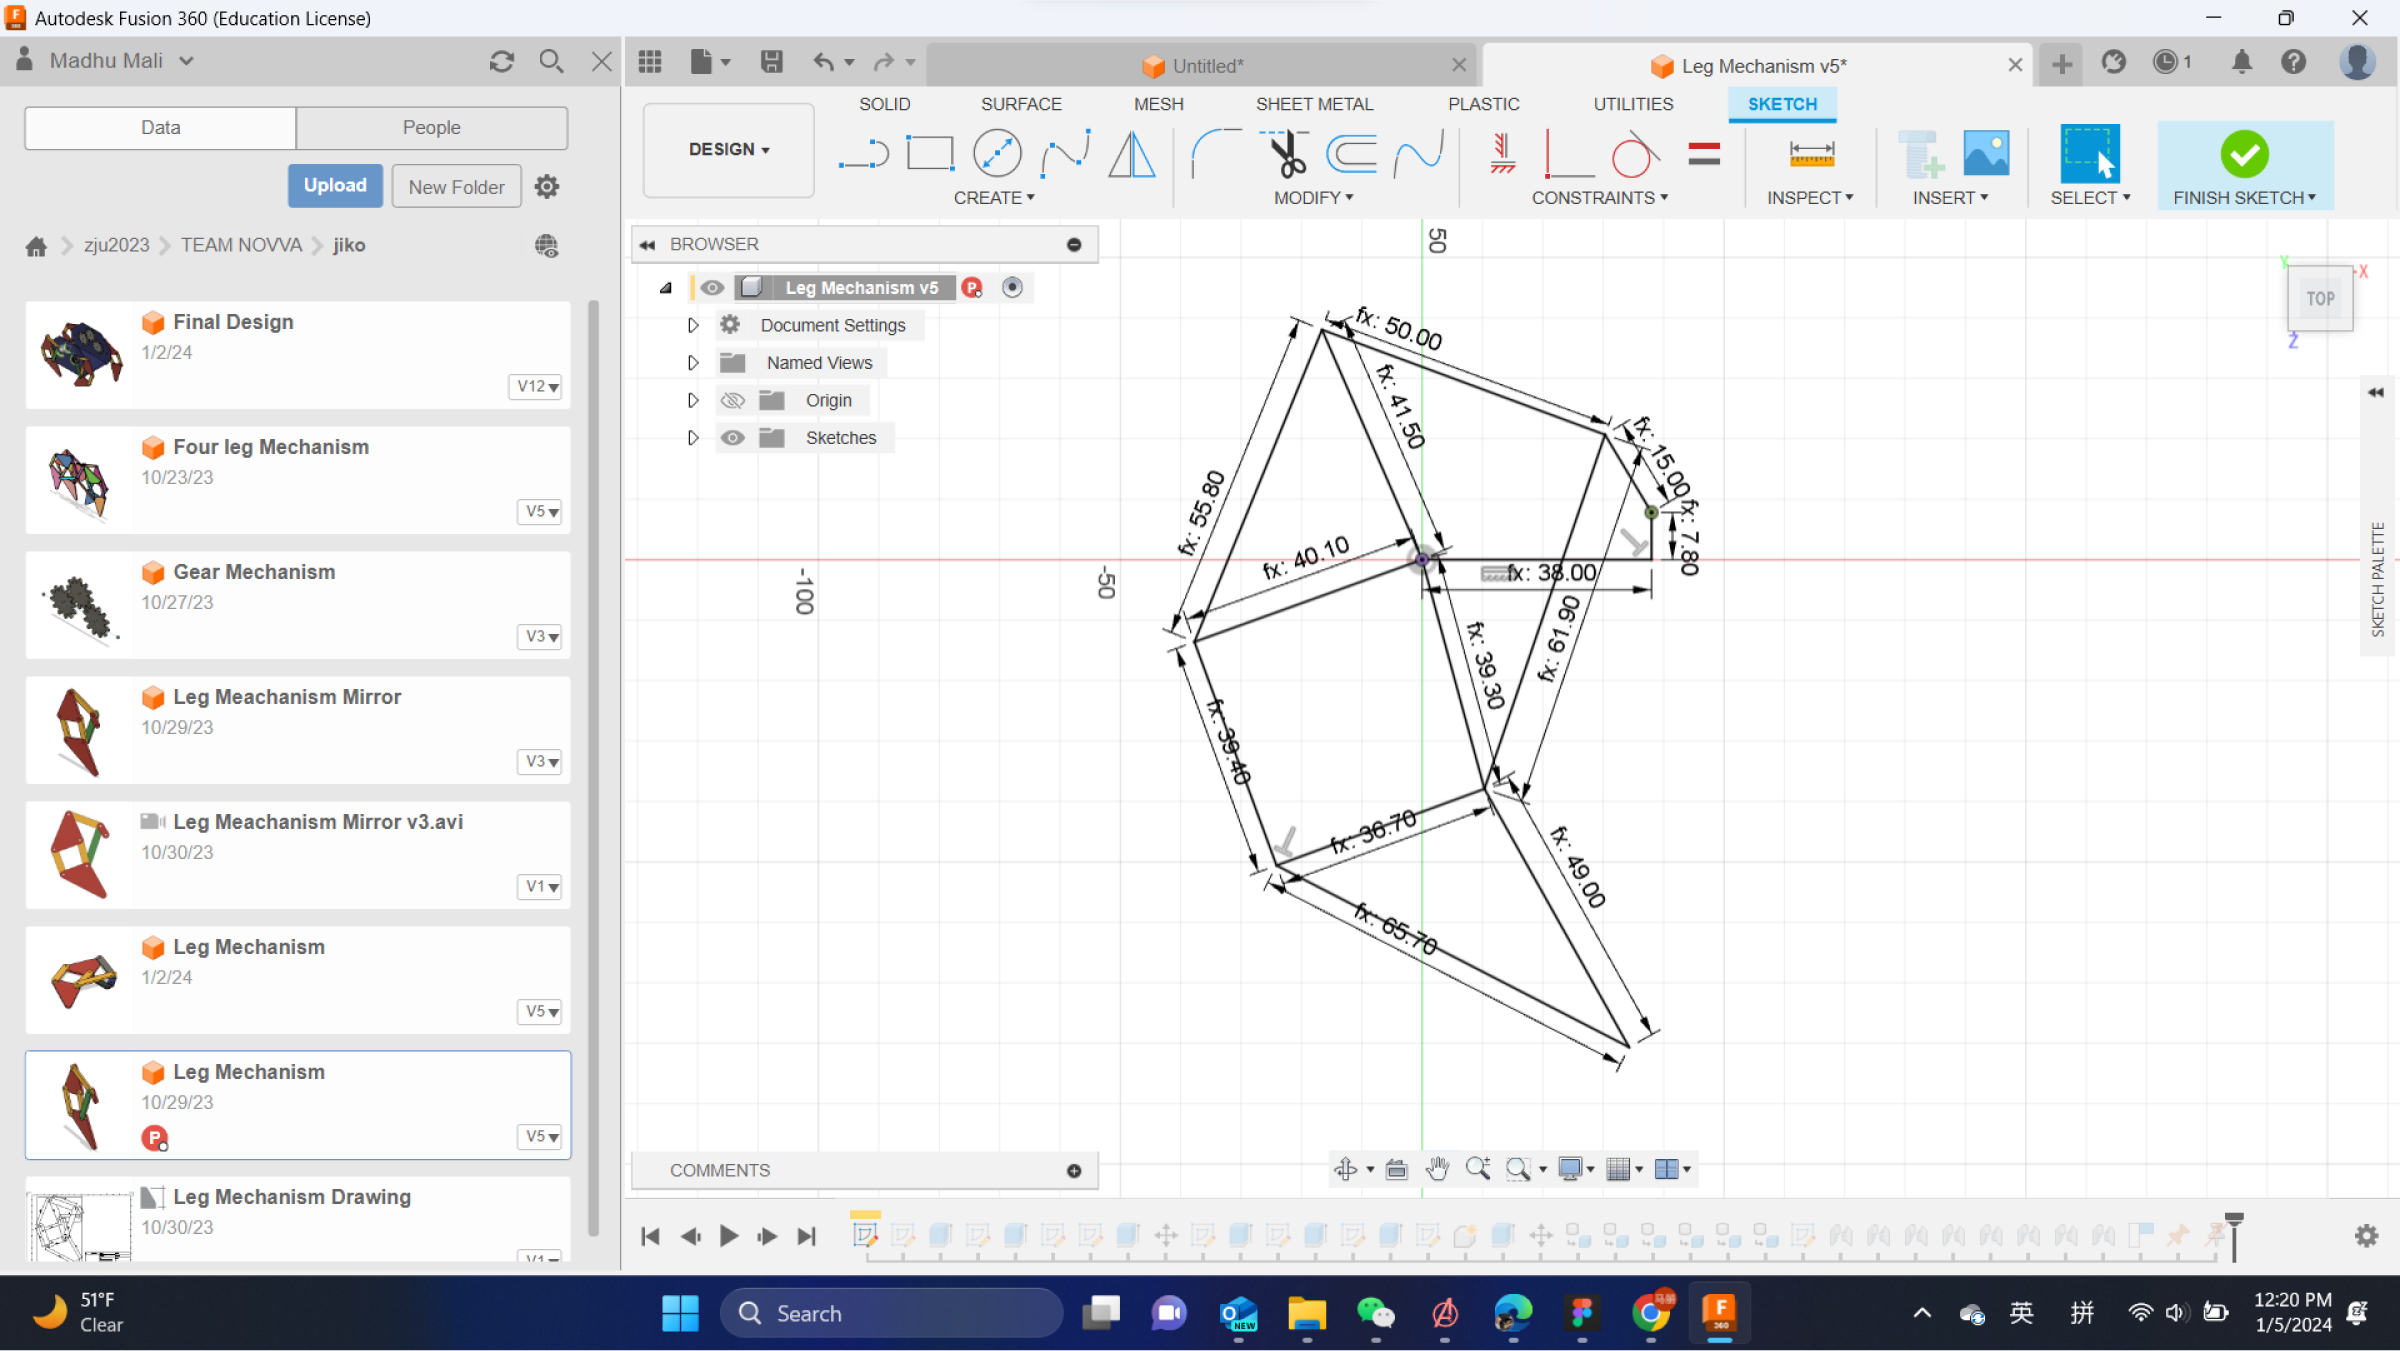 Autodesk Fusion 360 (Education License)
Madhu Mali
Untitled*
Leg Mechanism v5*
1
Data
People
Upload
New Folder
zju2023
TEAM NOVVA
jiko
Final Design
1/2/24
V12
Four leg Mechanism
10/23/23
V5
Gear Mechanism
10/27/23
V3
Leg Meachanism Mirror
10/29/23
V3
Leg Meachanism Mirror v3.avi
10/30/23
V1
Leg Mechanism
1/2/24
V5
Leg Mechanism
10/29/23
P
V5
Leg Mechanism Drawing
10/30/23
V1
DESIGN
SOLID
SURFACE
MESH
SHEET METAL
PLASTIC
UTILITIES
SKETCH
CREATE
MODIFY
CONSTRAINTS
INSPECT
INSERT
SELECT
FINISH SKETCH
BROWSER
Leg Mechanism v5
P
Document Settings
Named Views
Origin
Sketches
50
-50
-100
fx: 50.00
fx: 41.50
fx: 55.80
fx: 40.10
fx: 15.00
fx: 7.80
fx: 38.00
fx: 61.90
fx: 39.30
fx: 39.40
fx: 36.70
fx: 49.00
fx: 65.70
Y
-X
TOP
Z
SKETCH PALETTE
COMMENTS
51°F
Clear
Search
NEW
马丽
F
360
英
拼
12:20 PM
1/5/2024